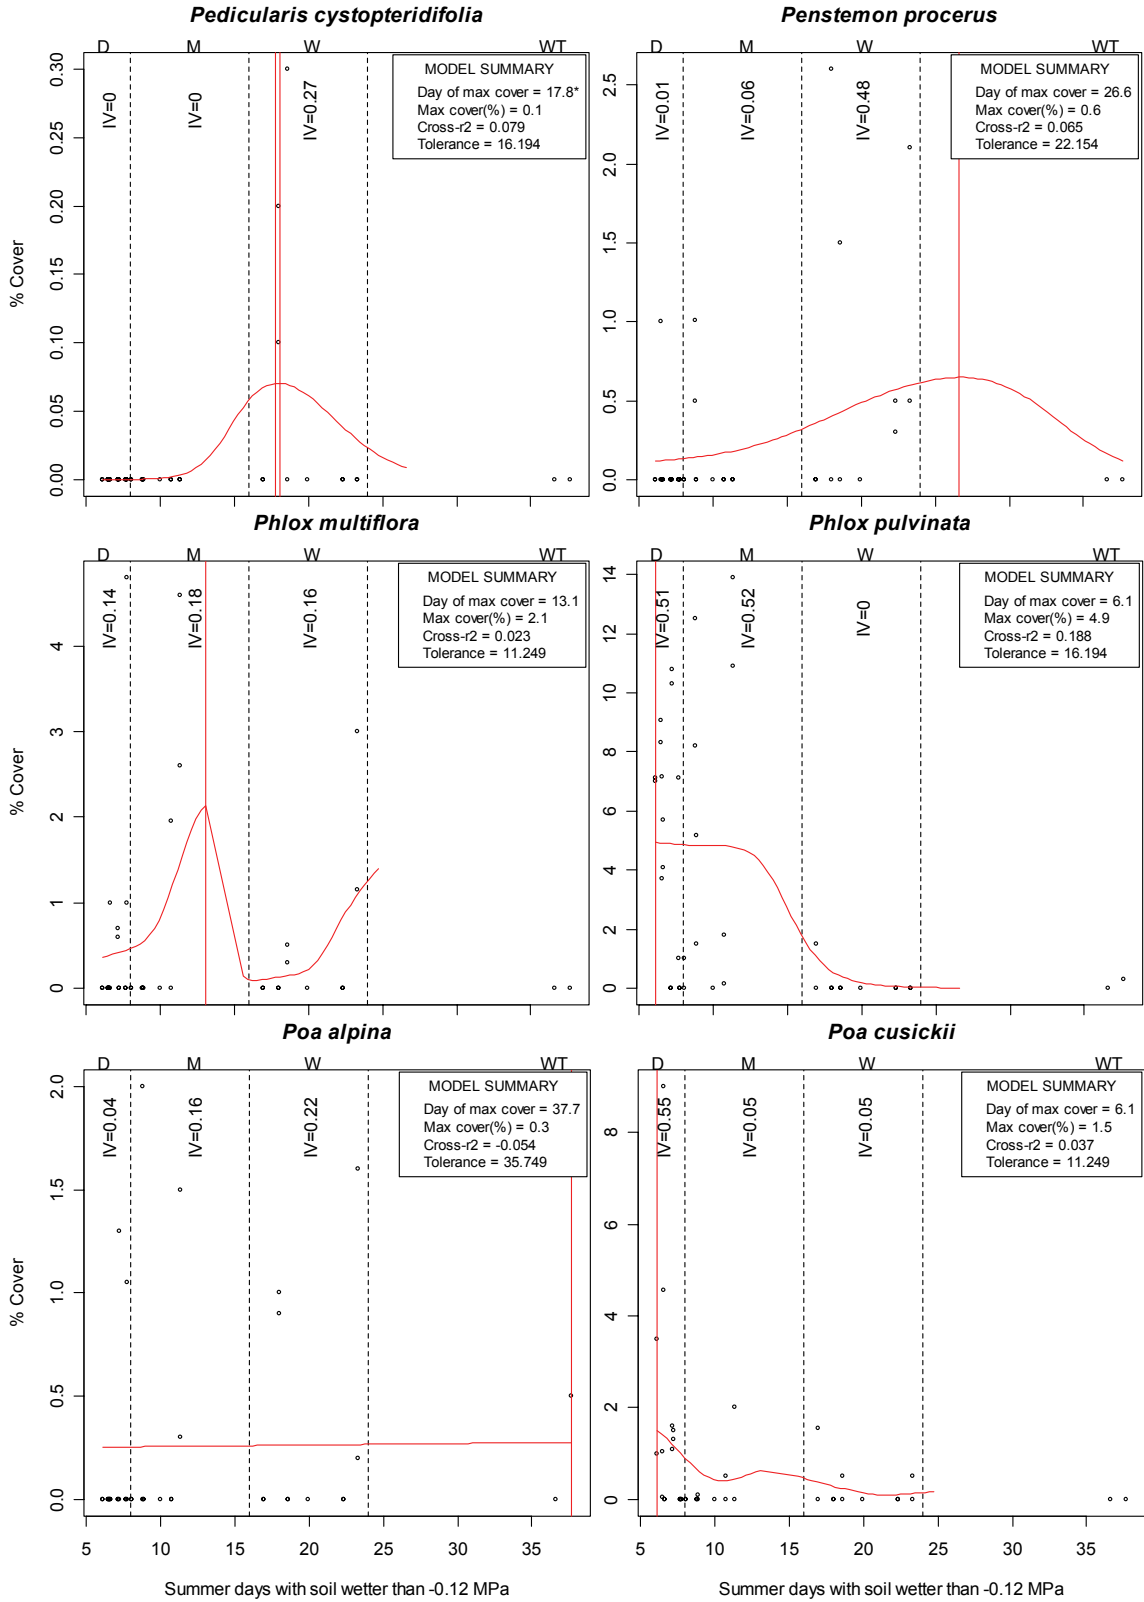 Pedicularis cystopteridifolia
D M W WT
IV=0
IV=0
IV=0.27
MODEL SUMMARY
Day of max cover = 17.8*
Max cover(%) = 0.1
Cross-r2 = 0.079
Tolerance = 16.194
% Cover
0.30
0.25
0.20
0.15
0.10
0.05
0.00
Penstemon procerus
D M W WT
IV=0.01
IV=0.06
IV=0.48
MODEL SUMMARY
Day of max cover = 26.6
Max cover(%) = 0.6
Cross-r2 = 0.065
Tolerance = 22.154
2.5
2.0
1.5
1.0
0.5
0.0
Phlox multiflora
D M W WT
IV=0.14
IV=0.18
IV=0.16
MODEL SUMMARY
Day of max cover = 13.1
Max cover(%) = 2.1
Cross-r2 = 0.023
Tolerance = 11.249
% Cover
4
3
2
1
0
Phlox pulvinata
D M W WT
IV=0.51
IV=0.52
IV=0
MODEL SUMMARY
Day of max cover = 6.1
Max cover(%) = 4.9
Cross-r2 = 0.188
Tolerance = 16.194
14
12
10
8
6
4
2
0
Poa alpina
D M W WT
IV=0.04
IV=0.16
IV=0.22
MODEL SUMMARY
Day of max cover = 37.7
Max cover(%) = 0.3
Cross-r2 = -0.054
Tolerance = 35.749
% Cover
2.0
1.5
1.0
0.5
0.0
5 10 15 20 25 30 35
Summer days with soil wetter than -0.12 MPa
Poa cusickii
D M W WT
IV=0.55
IV=0.05
IV=0.05
MODEL SUMMARY
Day of max cover = 6.1
Max cover(%) = 1.5
Cross-r2 = 0.037
Tolerance = 11.249
8
6
4
2
0
5 10 15 20 25 30 35
Summer days with soil wetter than -0.12 MPa